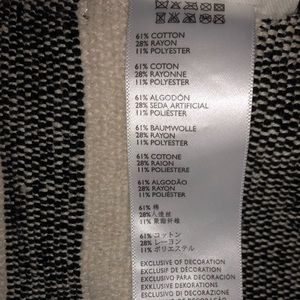 61% COTTON
28% RAYON
11% POLYESTER
61% COTON
28% RAYONNE
11% POLYESTER
61% ALGODÓN
28% SEDA ARTIFICIAL
11% POLIÉSTER
61% BAUMWOLLE
28% RAYON
11% POLYESTER
61% COTONE
28% RAION
11% POLIESTERE
61% ALGODÃO
28% RAYON
11% POLIÉSTER
61% 棉
28% 人造丝
11% 聚酯纤维
61% コットン
28% レーヨン
11% ポリエステル
EXCLUSIVE OF DECORATION
EXCLUSIF DE DÉCORATION
EXCLUSIVO DE DECORACIÓN
EXCLUSIVE DEKORATIONEN
ESCLUSIVO DI DECORAZIONE